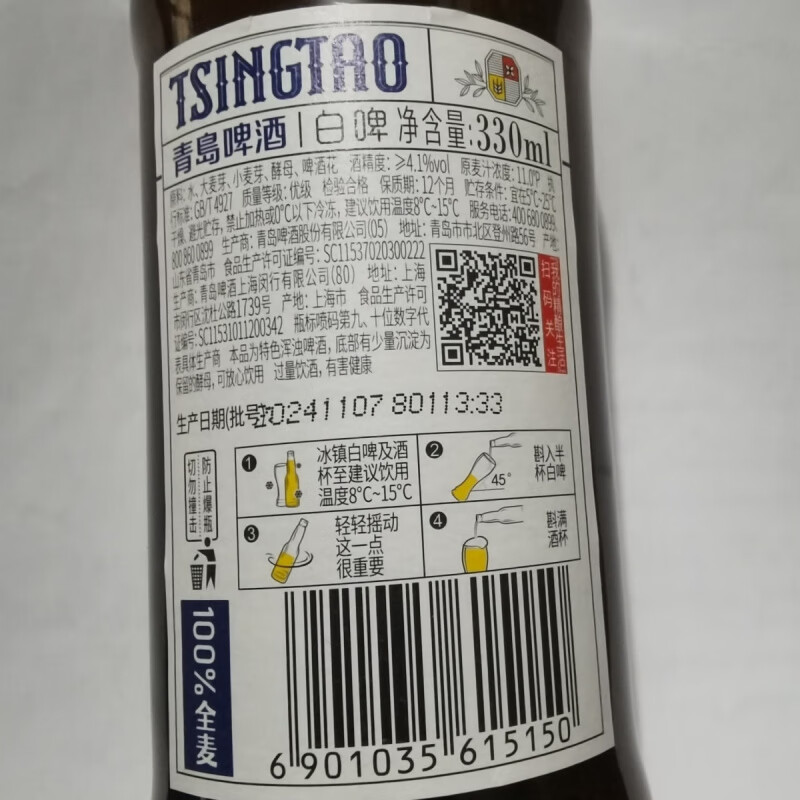 TSINGTAO
青岛啤酒 | 白啤 净含量:330ml
原料: 水、大麦芽、小麦芽、酵母、啤酒花 酒精度: ≥4.1%vol 原麦汁浓度: 11.0°P 执
行标准: GB/T 4927 质量等级: 优级 检验合格 保质期: 12个月 贮存条件: 宜在5℃~25℃
干燥、避光贮存, 禁止加热或0℃以下冷冻, 建议饮用温度8℃~15℃ 服务电话: 400 680 0899、
800 860 0899 生产商: 青岛啤酒股份有限公司(05) 地址: 青岛市市北区登州路56号 产地:
山东省青岛市 食品生产许可证编号: SC11537020300222
生产商: 青岛啤酒上海闵行有限公司(80) 地址: 上海
市闵行区沈杜公路1739号 产地: 上海市 食品生产许可
证编号: SC11531011200342 瓶标喷码第九、十位数字代
表具体生产商 本品为特色浑浊啤酒, 底部有少量沉淀为
保留的酵母, 可放心饮用 过量饮酒, 有害健康
扫码关注
生产日期(批号):
20241107 80113:33
切勿撞击
防止爆瓶
1
冰镇白啤及酒
杯至建议饮用
温度8℃~15℃
2
45°
斟入半
杯白啤
3
轻轻摇动
这一点
很重要
4
斟满
酒杯
100%全麦
6 901035 615150